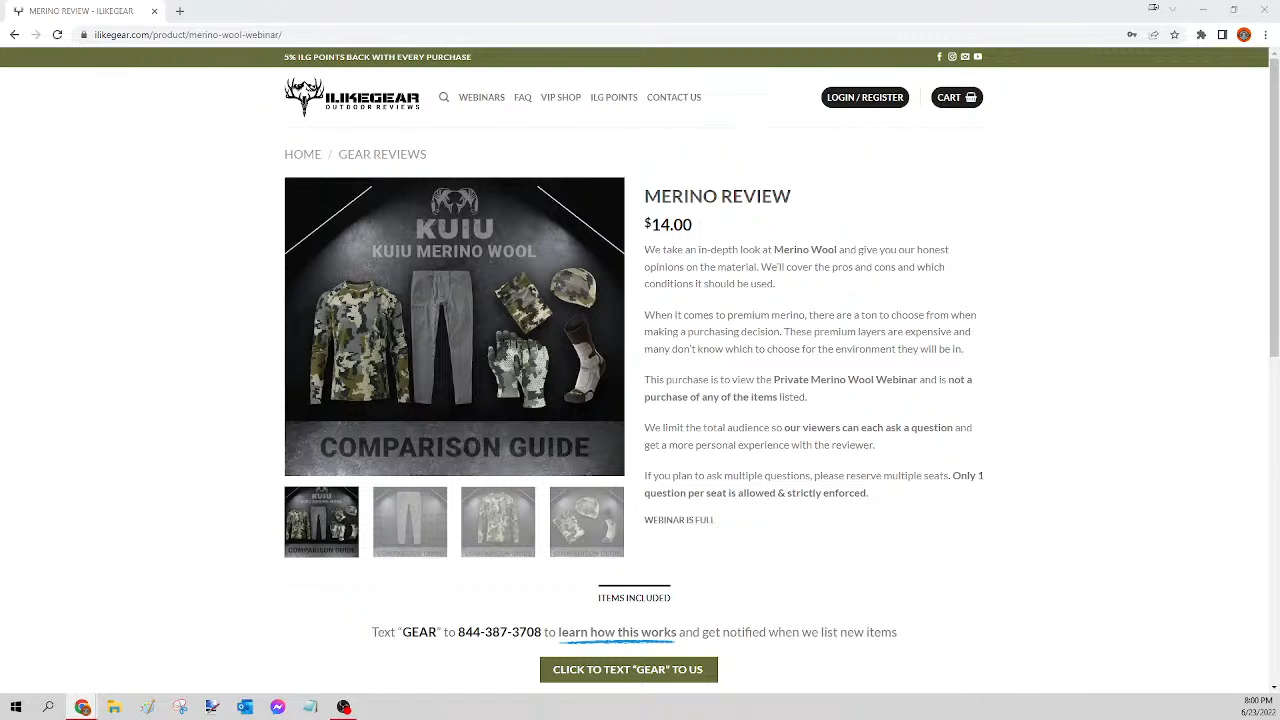 MERINO REVIEW - ILIKEGEAR
ilikegear.com/product/merino-wool-webinar/
5% ILG POINTS BACK WITH EVERY PURCHASE
ILIKEGEAR
OUTDOOR REVIEWS
WEBINARS
FAQ
VIP SHOP
ILG POINTS
CONTACT US
LOGIN / REGISTER
CART
HOME / GEAR REVIEWS
KUIU
KUIU MERINO WOOL
COMPARISON GUIDE
MERINO REVIEW
$14.00
We take an in-depth look at Merino Wool and give you our honest
opinions on the material. We'll cover the pros and cons and which
conditions it should be used.
When it comes to premium merino, there are a ton to choose from when
making a purchasing decision. These premium layers are expensive and
many don't know which to choose for the environment they will be in.
This purchase is to view the Private Merino Wool Webinar and is not a
purchase of any of the items listed.
We limit the total audience so our viewers can each ask a question and
get a more personal experience with the reviewer.
If you plan to ask multiple questions, please reserve multiple seats. Only 1
question per seat is allowed & strictly enforced.
WEBINAR IS FULL
KUIU
COMPARISON GUIDE
COMPARISON GUIDE
COMPARISON GUIDE
COMPARISON GUIDE
ITEMS INCLUDED
Text “GEAR” to 844-387-3708 to learn how this works and get notified when we list new items
CLICK TO TEXT “GEAR” TO US
8:00 PM
6/23/2022